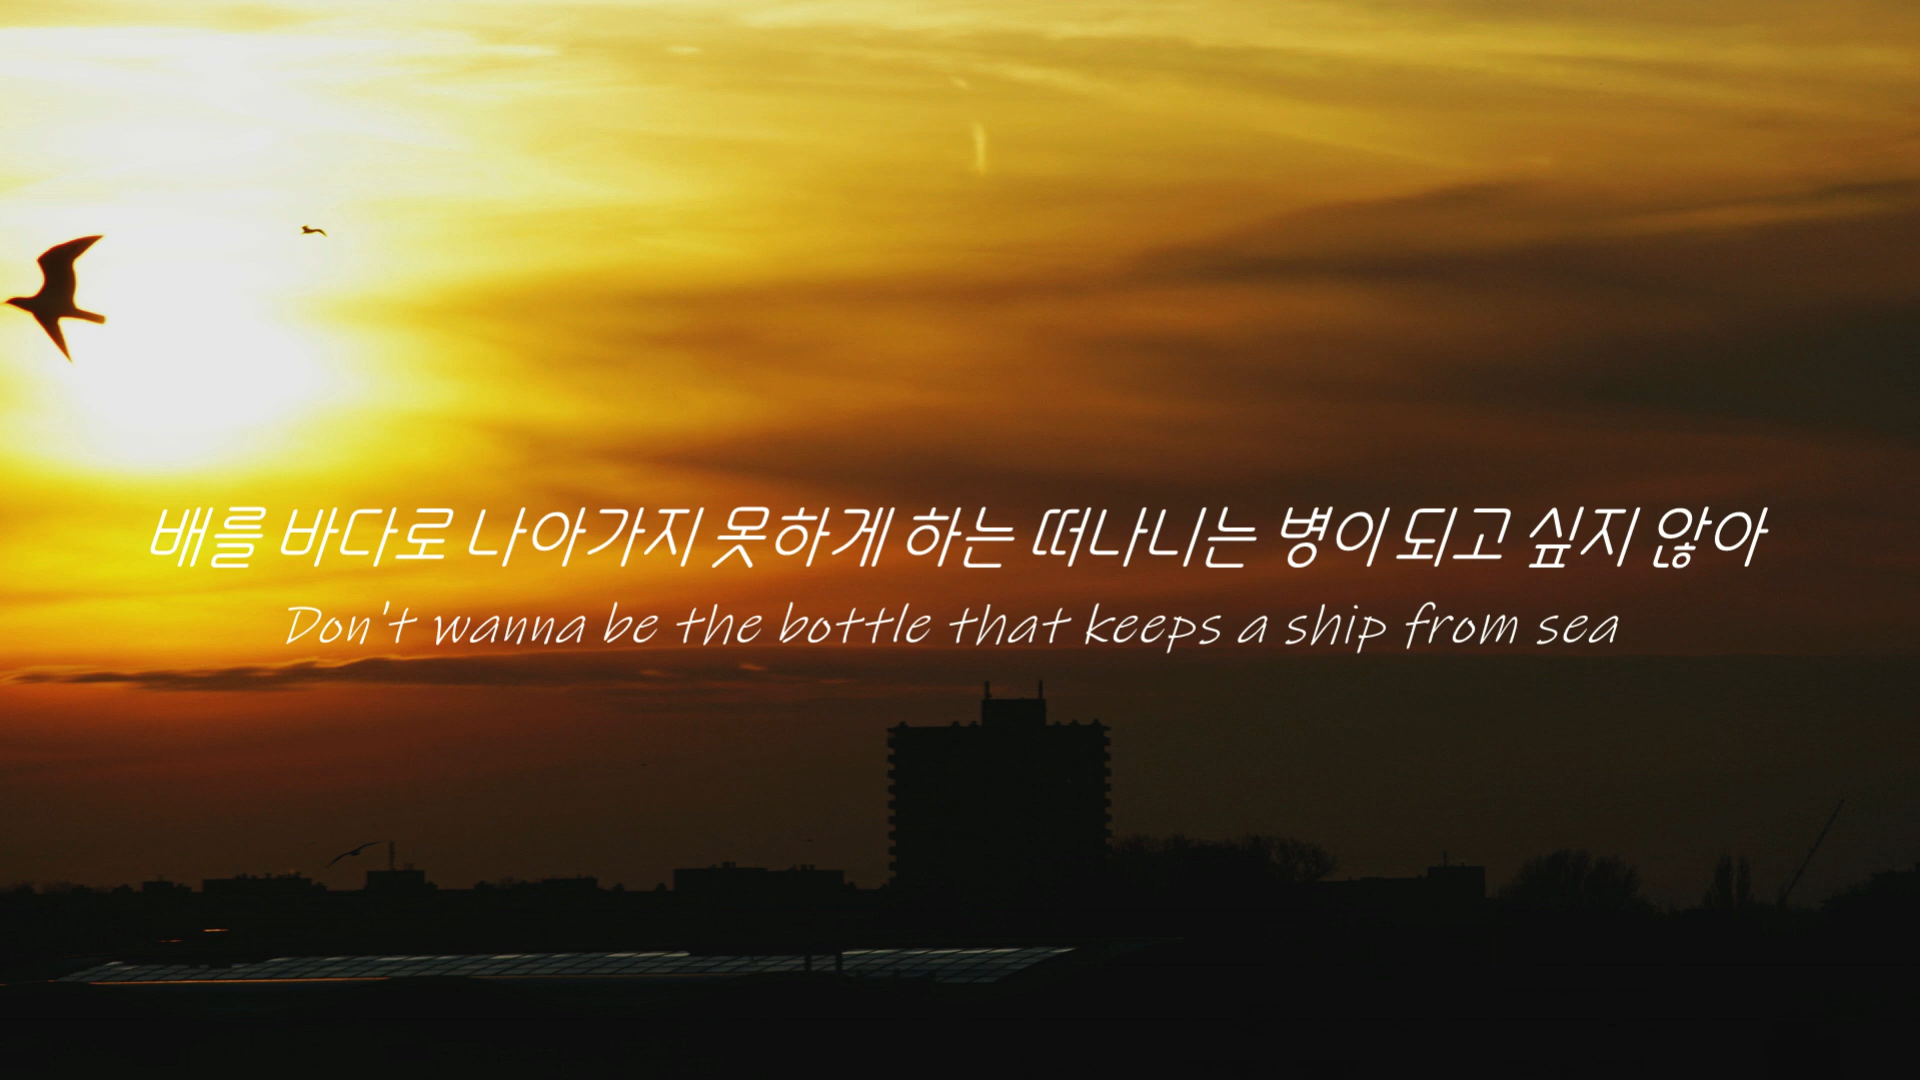 배를 바다로 나아가지 못하게 하는 떠나니는 병이 되고 싶지 않아
Don't wanna be the bottle that keeps a ship from sea